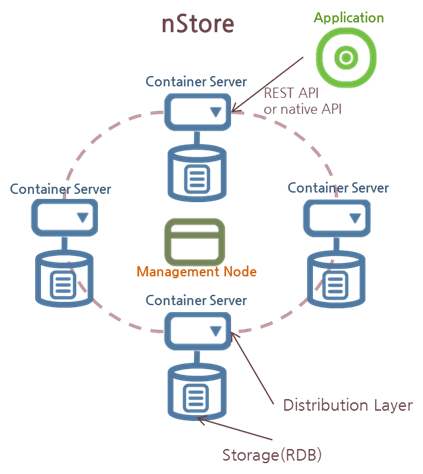 nStore
Application
Container Server
REST API
or native API
Container Server
Container Server
Management Node
Container Server
Distribution Layer
Storage(RDB)